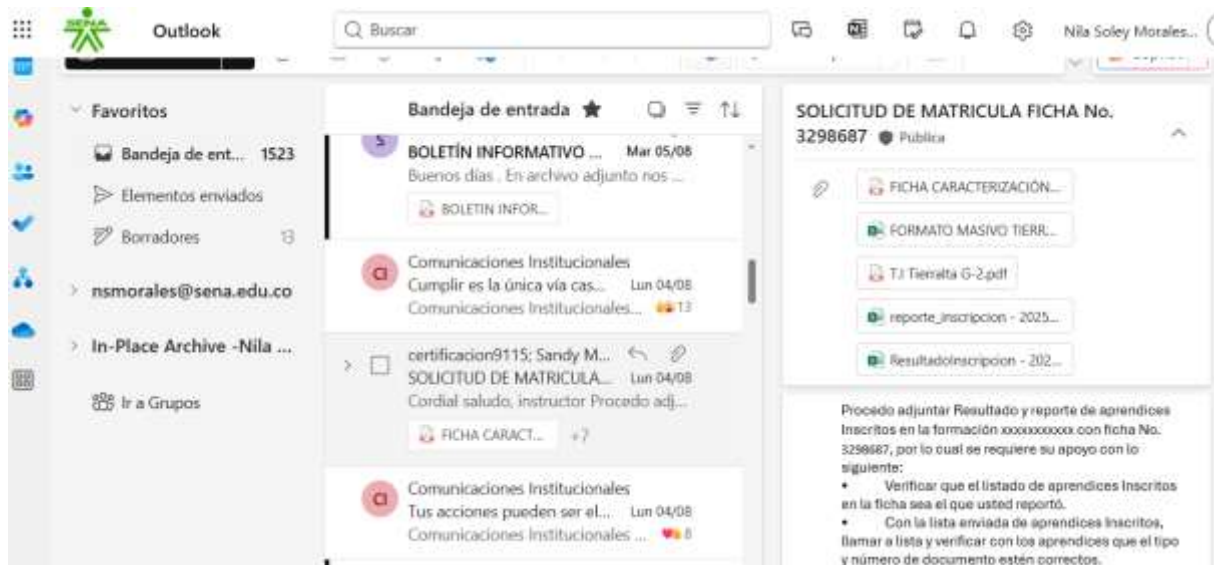 SENA
Outlook
Buscar
Nila Soley Morales...
Favoritos
Bandeja de ent... 1523
Elementos enviados
Borradores 13
nsmorales@sena.edu.co
In-Place Archive -Nila ...
Ir a Grupos
Bandeja de entrada
S
BOLETÍN INFORMATIVO ... Mar 05/08
Buenos días . En archivo adjunto nos ...
BOLETIN INFOR...
CI
Comunicaciones Institucionales
Cumplir es la única vía cas... Lun 04/08
Comunicaciones Institucionales... 13
certificacion9115; Sandy M...
SOLICITUD DE MATRICULA... Lun 04/08
Cordial saludo, instructor Procedo adj...
FICHA CARACT... +7
CI
Comunicaciones Institucionales
Tus acciones pueden ser el... Lun 04/08
Comunicaciones Institucionales ... 8
SOLICITUD DE MATRICULA FICHA No.
3298687 Publica
FICHA CARACTERIZACIÓN...
FORMATO MASIVO TIERR...
T.I Tierralta G-2.pdf
reporte_inscripcion - 2025...
ResultadoInscripcion - 202...
Procedo adjuntar Resultado y reporte de aprendices
Inscritos en la formación xxxxxxxxxxx con ficha No.
3298687, por lo cual se requiere su apoyo con lo
siguiente:
• Verificar que el listado de aprendices Inscritos
en la ficha sea el que usted reportó.
• Con la lista enviada de aprendices Inscritos,
llamar a lista y verificar con los aprendices que el tipo
y número de documento estén correctos.